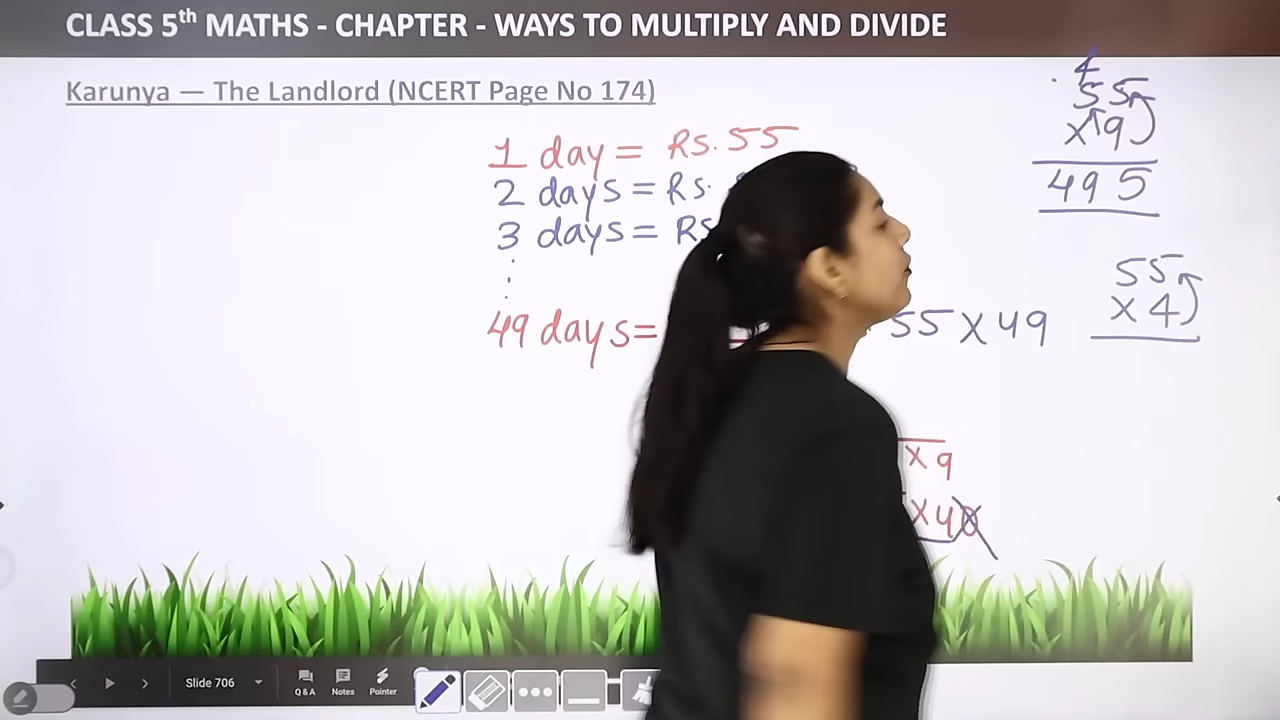 CLASS 5th MATHS - CHAPTER - WAYS TO MULTIPLY AND DIVIDE
Karunya — The Landlord (NCERT Page No 174)
1 day = Rs. 55
2 days = Rs.
3 days = Rs
⋮
49 days =
55 X 49
X 9
X 40
4
55
X 9
495
55
X 4
Slide 706
Q & A
Notes
Pointer